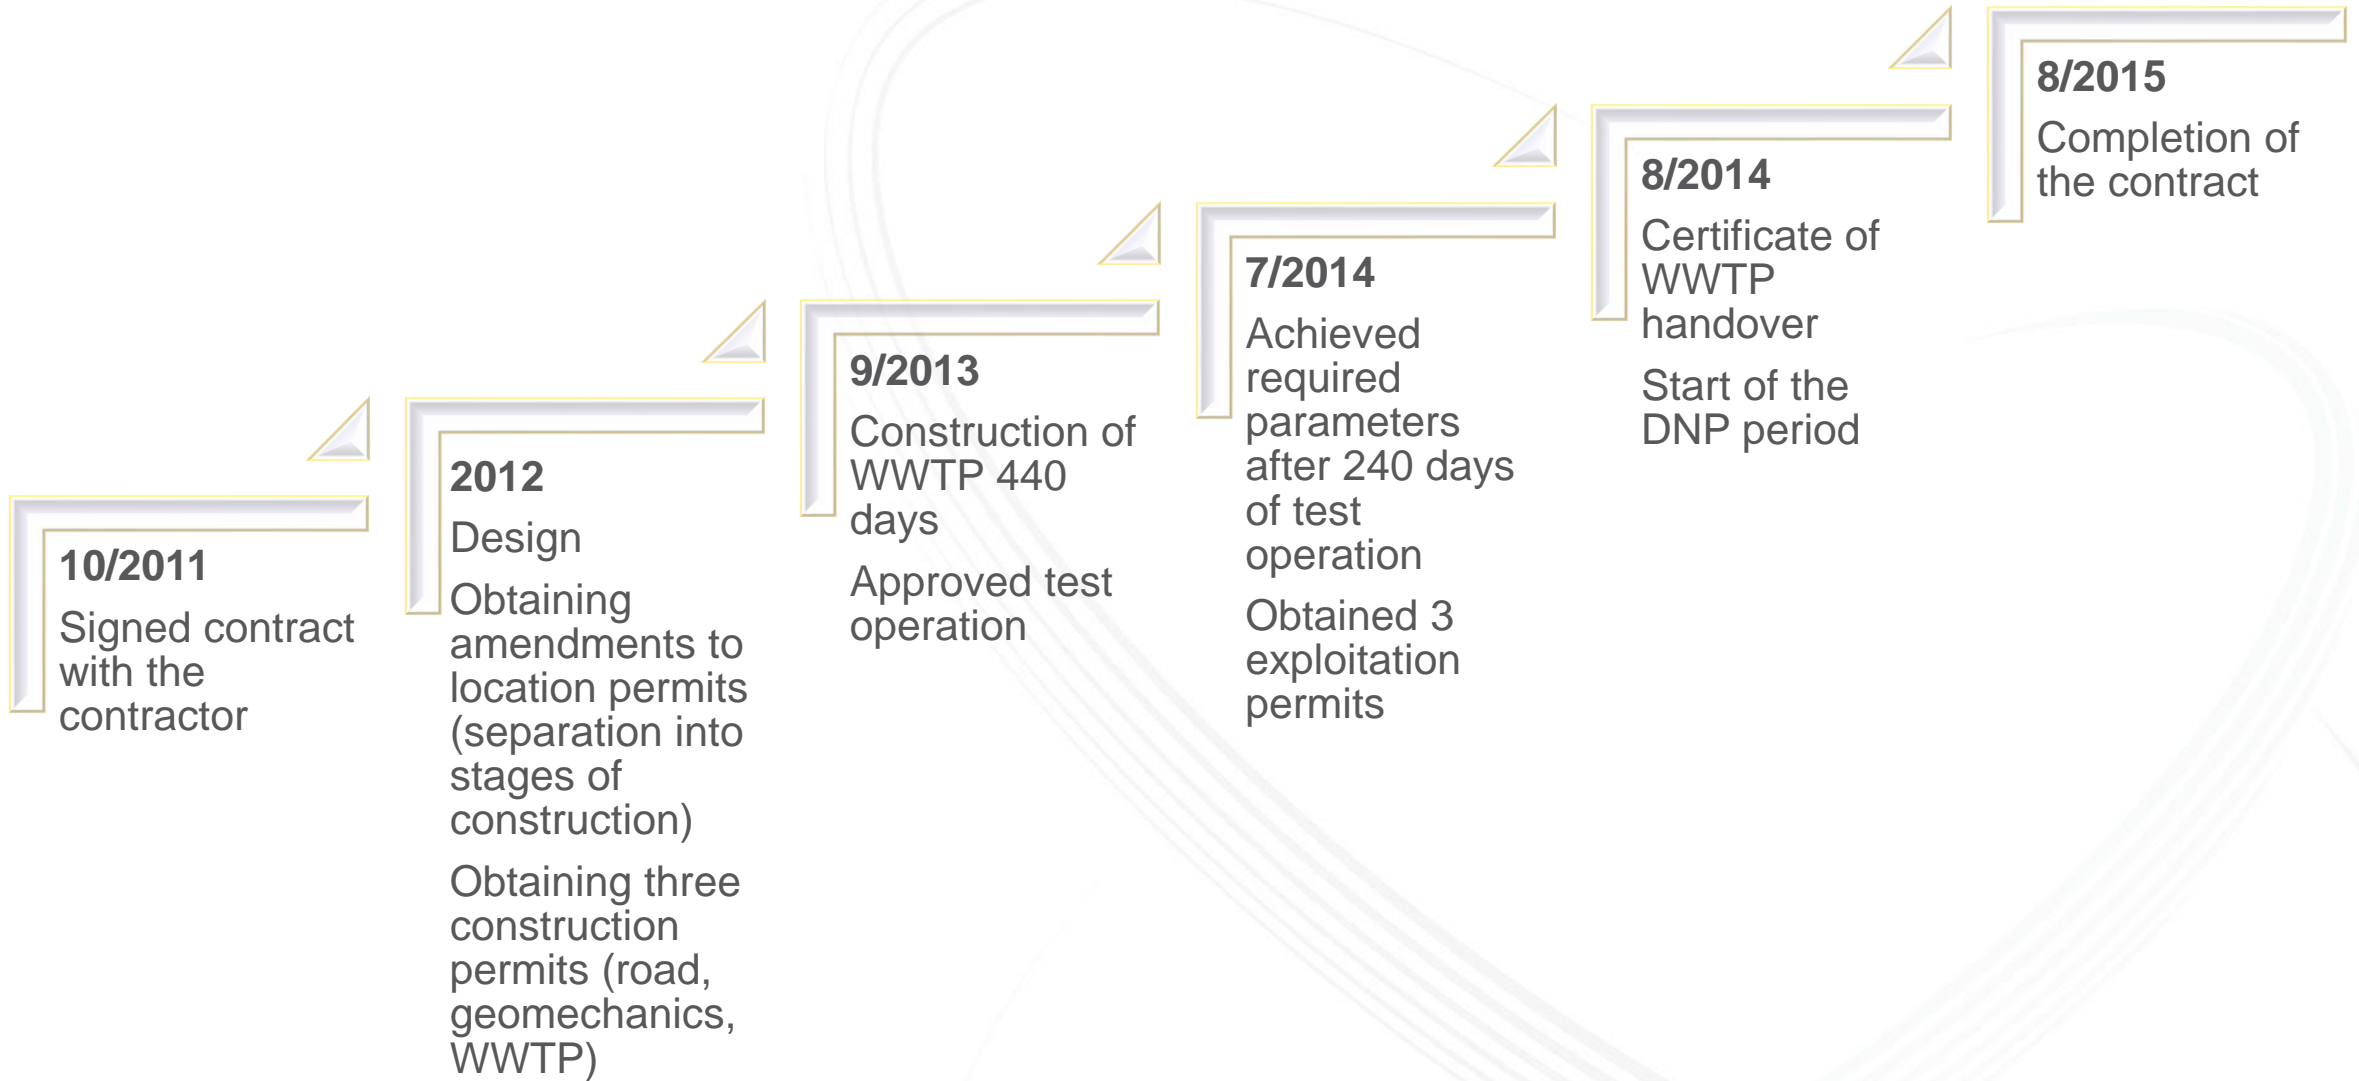 10/2011
Signed contract
with the
contractor
2012
Design
Obtaining
amendments to
location permits
(separation into
stages of
construction)
Obtaining three
construction
permits (road,
geomechanics,
WWTP)
9/2013
Construction of
WWTP 440
days
Approved test
operation
7/2014
Achieved
required
parameters
after 240 days
of test
operation
Obtained 3
exploitation
permits
8/2014
Certificate of
WWTP
handover
Start of the
DNP period
8/2015
Completion of
the contract